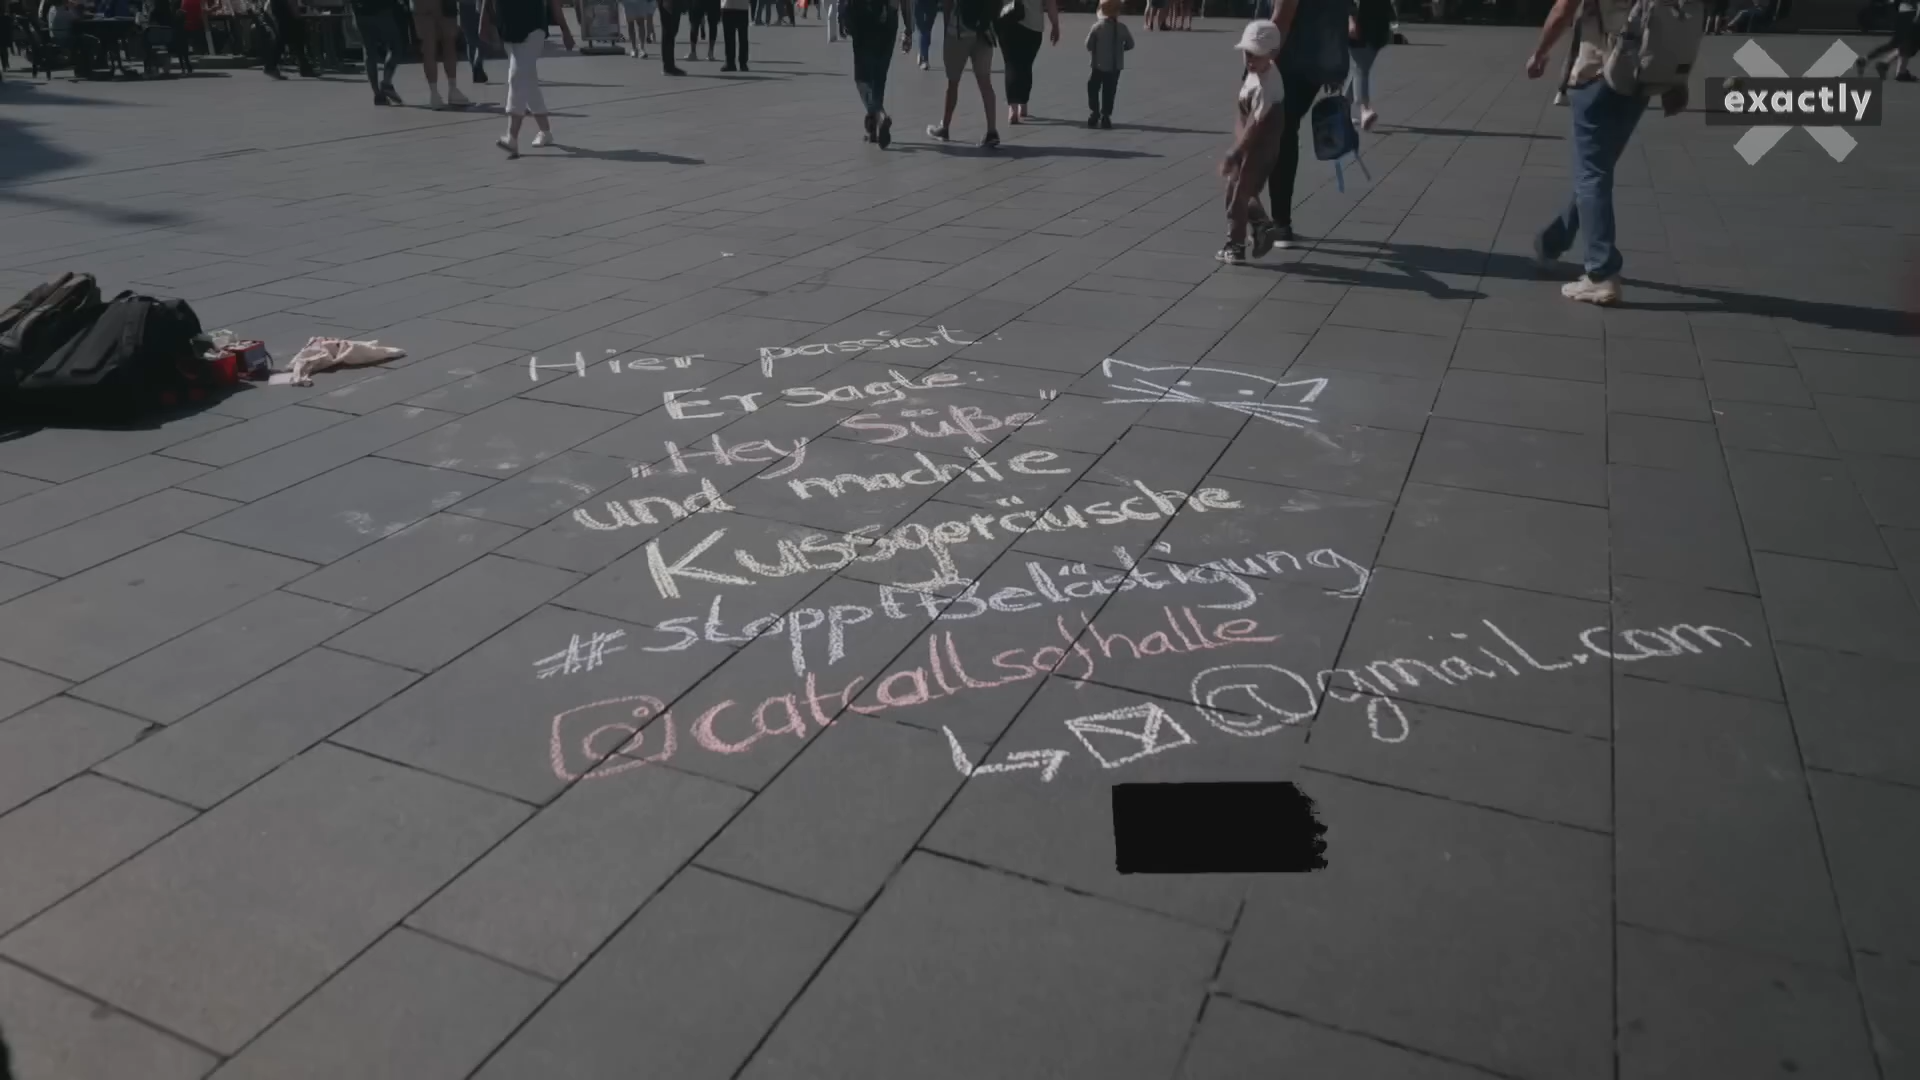 exactly
Hier passiert:
Er sagte:
„Hey Süße"
und machte
Kussgeräusche
#stopptBelästigung
catcallsofhalle
@gmail.com